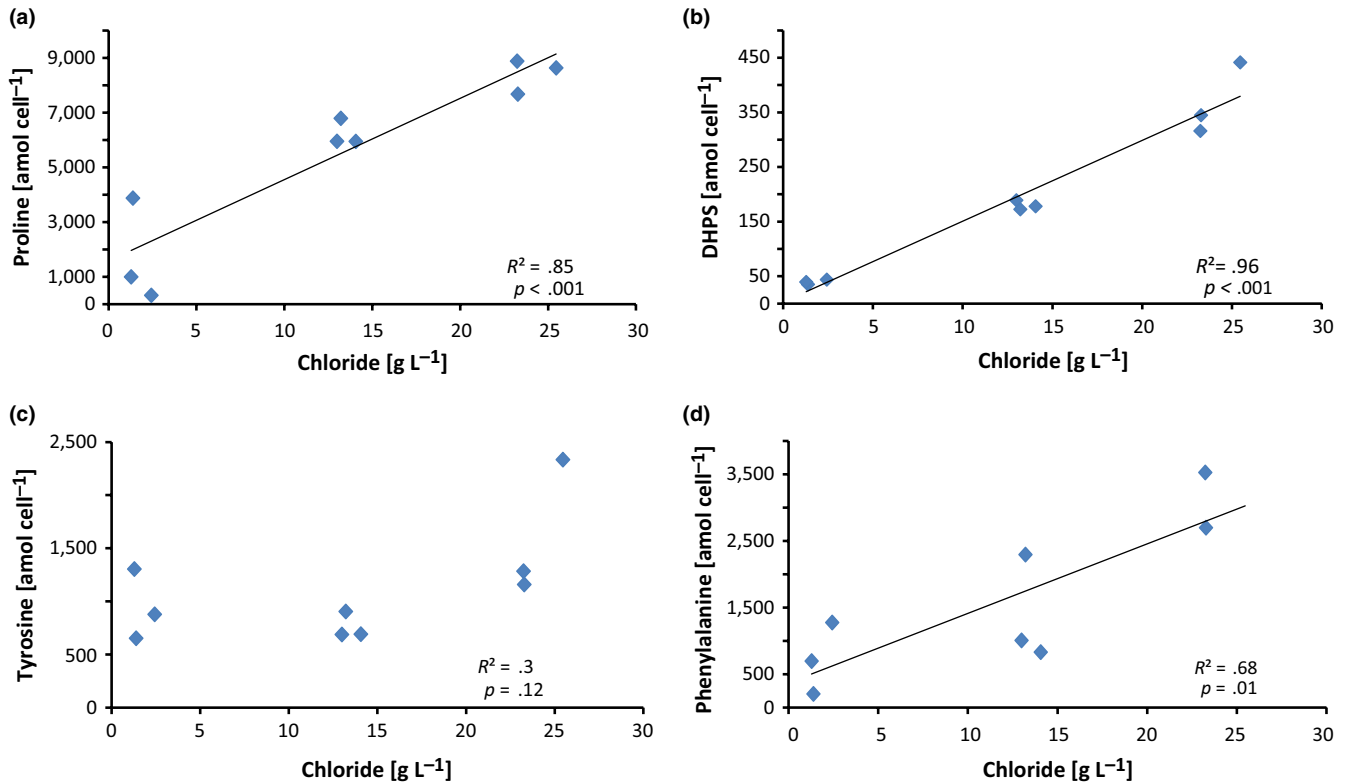 (a)
Proline [amol cell⁻¹]
9,000
7,000
5,000
3,000
1,000
0
0 5 10 15 20 25 30
R² = .85
p < .001
Chloride [g L⁻¹]
(b)
DHPS [amol cell⁻¹]
450
350
250
150
50
0
0 5 10 15 20 25 30
R²= .96
p < .001
Chloride [g L⁻¹]
(c)
Tyrosine [amol cell⁻¹]
2,500
1,500
500
0
0 5 10 15 20 25 30
R² = .3
p = .12
Chloride [g L⁻¹]
(d)
Phenylalanine [amol cell⁻¹]
3,500
2,500
1,500
500
0
0 5 10 15 20 25 30
R² = .68
p = .01
Chloride [g L⁻¹]